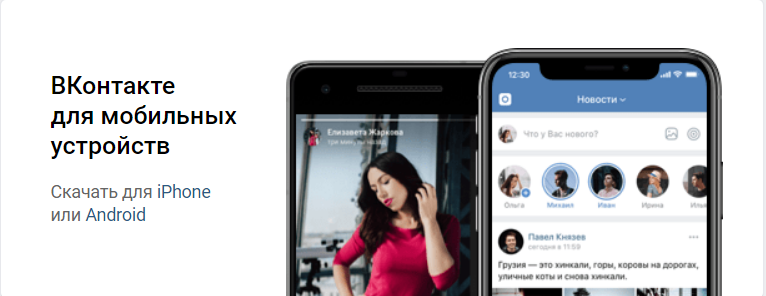 ВКонтакте
для мобильных
устройств
Скачать для iPhone
или Android
Елизавета Жаркова
три минуты назад
12:30
Новости
Что у Вас нового?
Ольга
Михаил
Иван
Ирина
Павел Князев
сегодня в 11:59
Грузия — это хинкали, горы, коровы на дорогах,
уличные коты и снова хинкали.